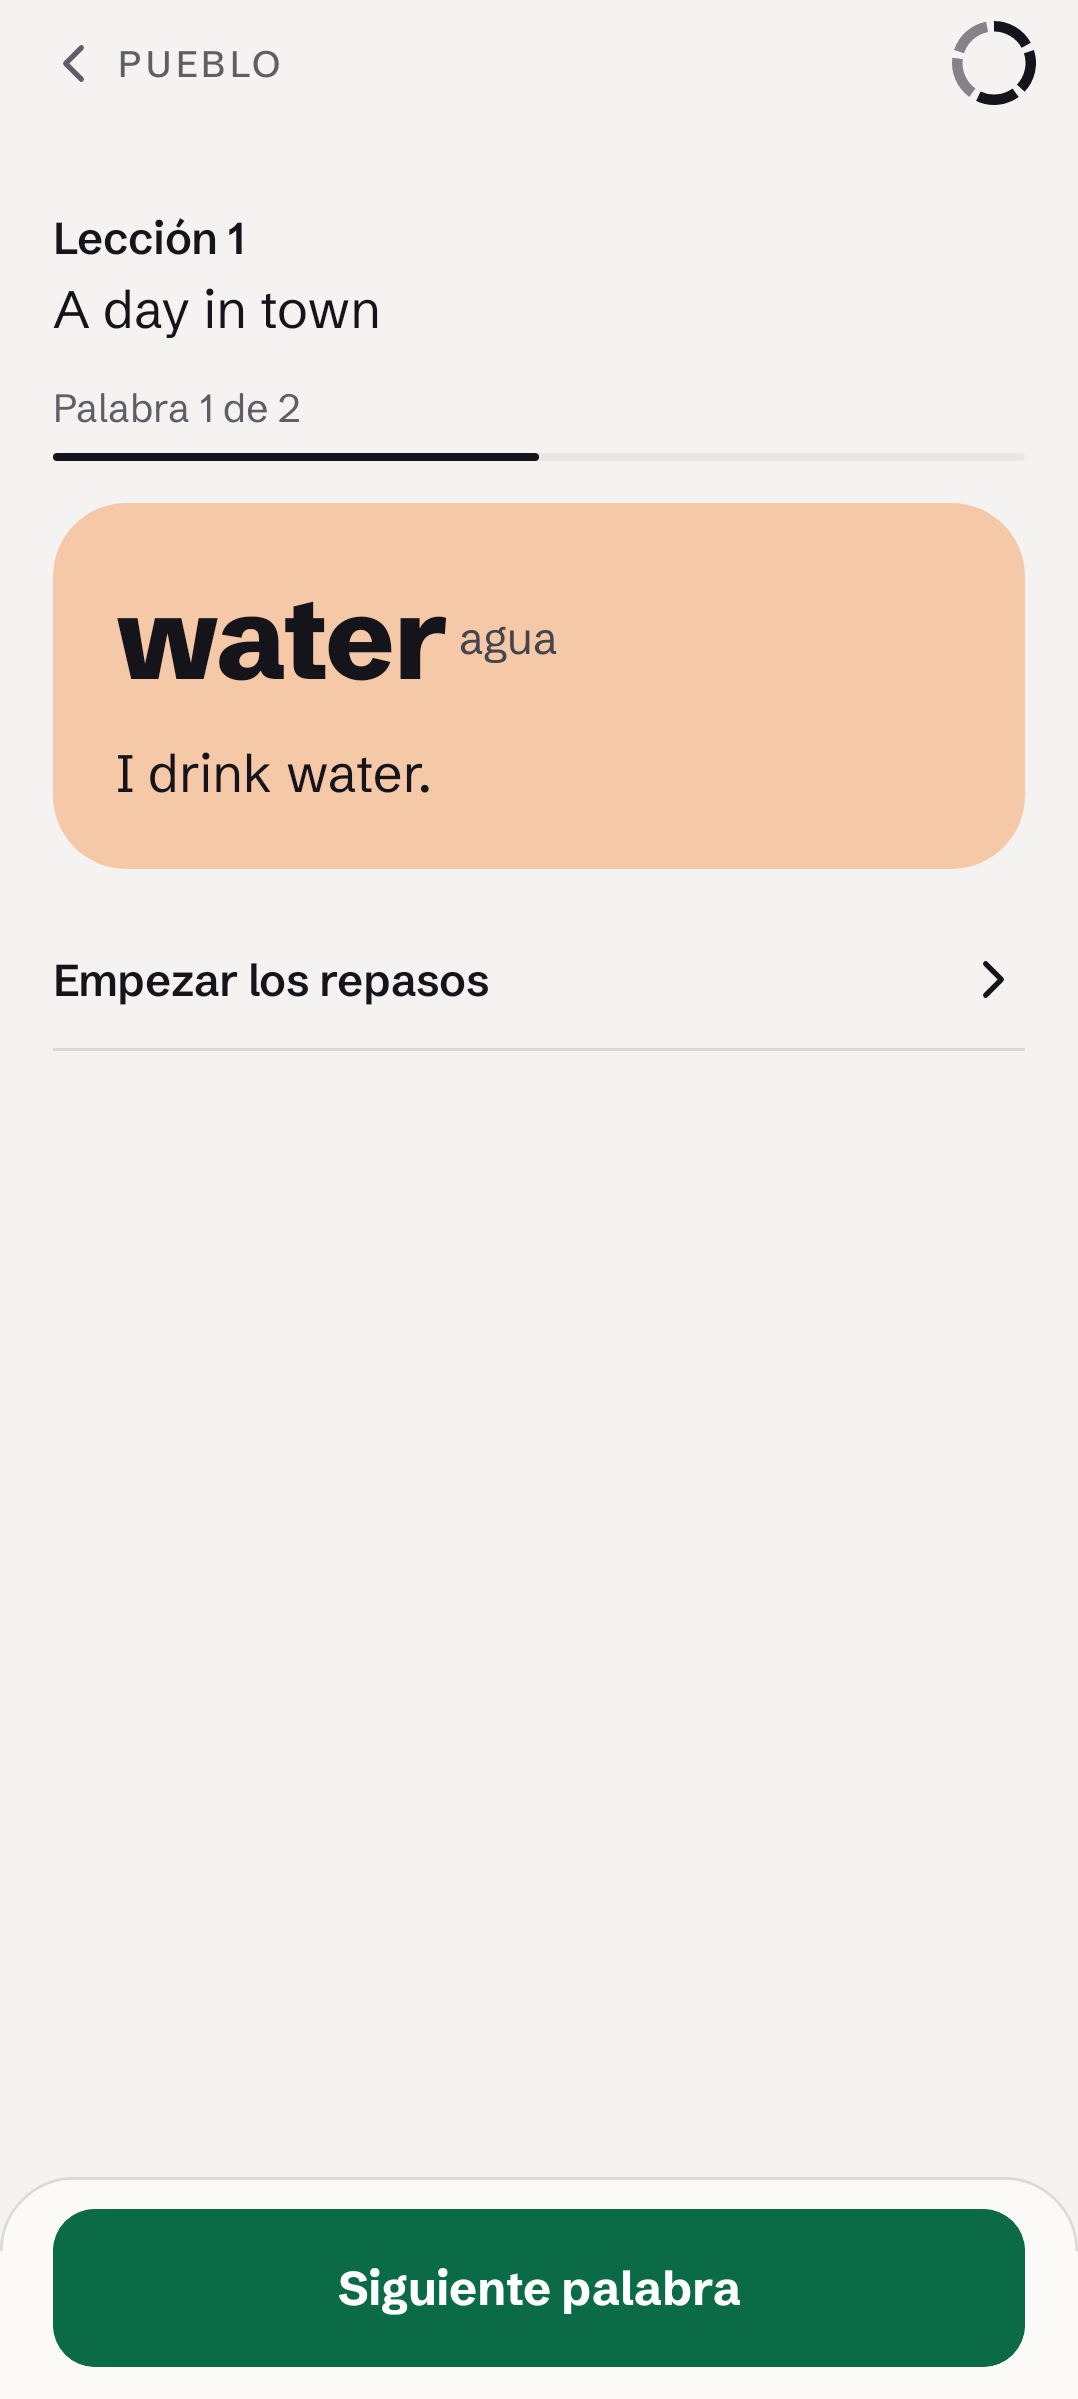 PUEBLO
Lección 1
A day in town
Palabra 1 de 2
water agua
I drink water.
Empezar los repasos
Siguiente palabra